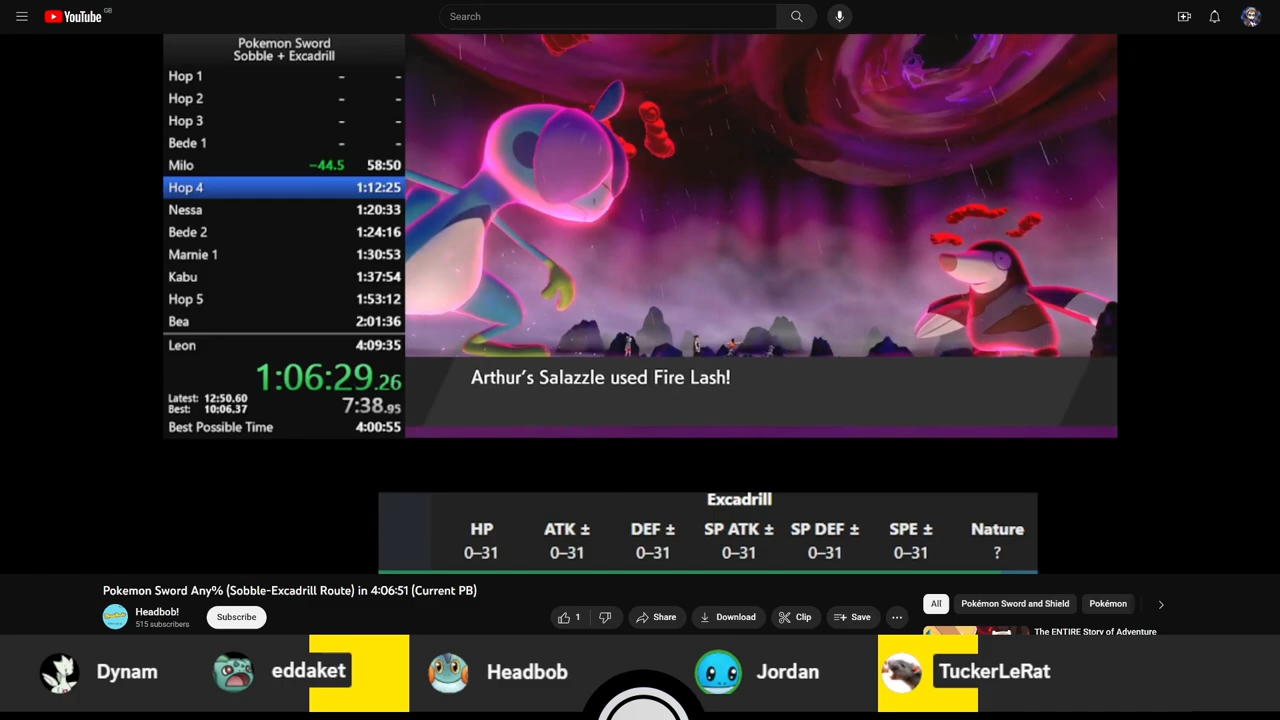 YouTube GB
Search
Pokemon Sword
Sobble + Excadrill
Hop 1 - -
Hop 2 - -
Hop 3 - -
Bede 1 - -
Milo -44.5 58:50
Hop 4 1:12:25
Nessa 1:20:33
Bede 2 1:24:16
Marnie 1 1:30:53
Kabu 1:37:54
Hop 5 1:53:12
Bea 2:01:36
Leon 4:09:35
1:06:29.26
Latest: 12:50.60
Best: 10:06.37
7:38.95
Best Possible Time 4:00:55
Arthur's Salazzle used Fire Lash!
Excadrill
HP ATK ± DEF ± SP ATK ± SP DEF ± SPE ± Nature
0–31 0–31 0–31 0–31 0–31 0–31 ?
Pokemon Sword Any% (Sobble-Excadrill Route) in 4:06:51 (Current PB)
Headbob!
515 subscribers
Subscribe
1
Share
Download
Clip
Save
All
Pokémon Sword and Shield
Pokémon
The ENTIRE Story of Adventure
Dynam
eddaket
Headbob
Jordan
TuckerLeRat